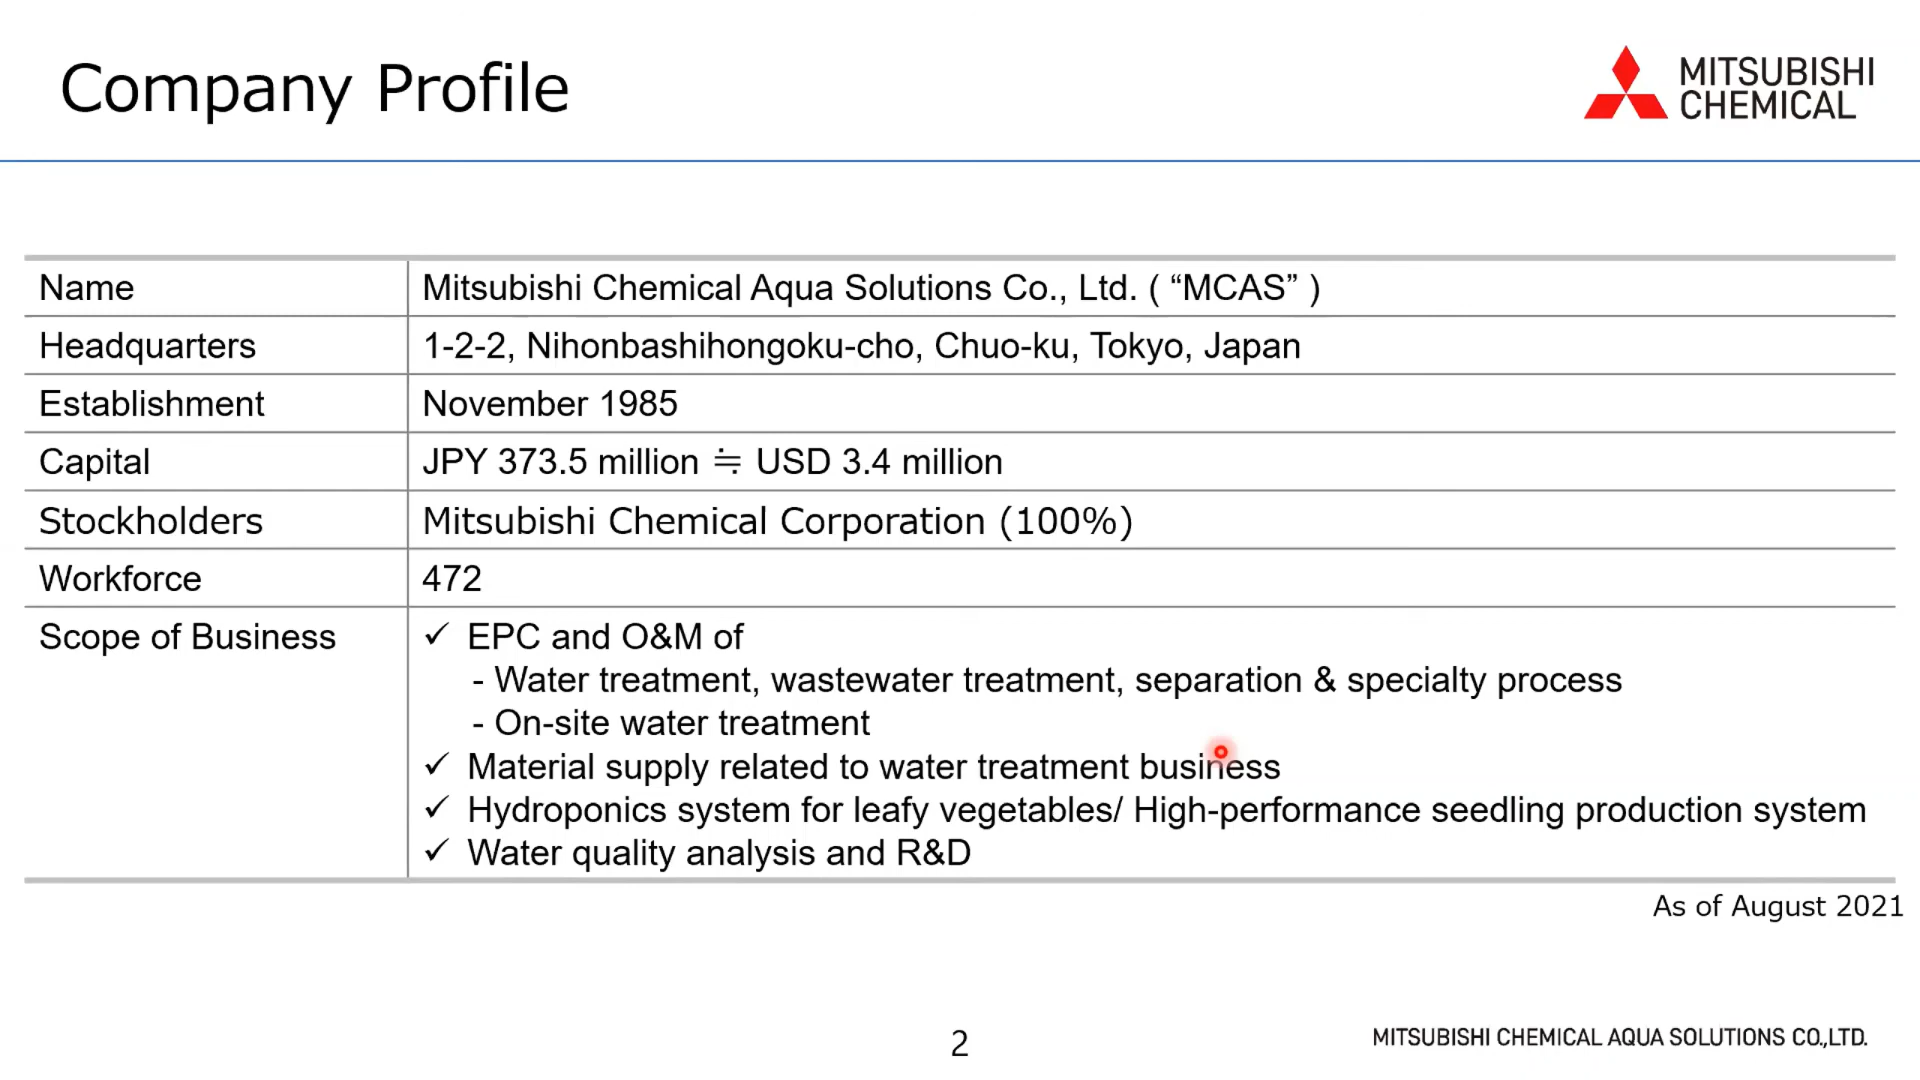 Company Profile
MITSUBISHI
CHEMICAL
Name
Mitsubishi Chemical Aqua Solutions Co., Ltd. ( “MCAS” )
Headquarters
1-2-2, Nihonbashihongoku-cho, Chuo-ku, Tokyo, Japan
Establishment
November 1985
Capital
JPY 373.5 million ≒ USD 3.4 million
Stockholders
Mitsubishi Chemical Corporation (100%)
Workforce
472
Scope of Business
✓ EPC and O&M of
- Water treatment, wastewater treatment, separation & specialty process
- On-site water treatment
✓ Material supply related to water treatment business
✓ Hydroponics system for leafy vegetables/ High-performance seedling production system
✓ Water quality analysis and R&D
As of August 2021
2
MITSUBISHI CHEMICAL AQUA SOLUTIONS CO.,LTD.